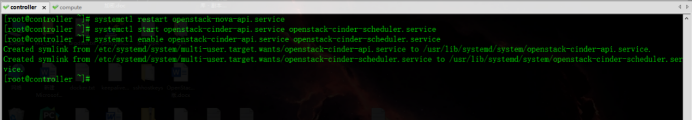 controller
compute
[root@controller ~]# systemctl restart openstack-nova-api.service
[root@controller ~]# systemctl start openstack-cinder-api.service openstack-cinder-scheduler.service
[root@controller ~]# systemctl enable openstack-cinder-api.service openstack-cinder-scheduler.service
Created symlink from /etc/systemd/system/multi-user.target.wants/openstack-cinder-api.service to /usr/lib/systemd/system/openstack-cinder-api.service.
Created symlink from /etc/systemd/system/multi-user.target.wants/openstack-cinder-scheduler.service to /usr/lib/systemd/system/openstack-cinder-scheduler.ser
vice.
[root@controller ~]#